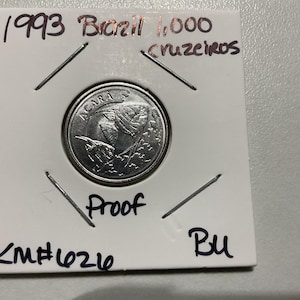 1993 Brazil 1,000
cruzeiros
ACARÁ
Proof
KM#626
BU